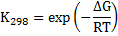 K₂₉₈ = exp(−ΔG/RT)